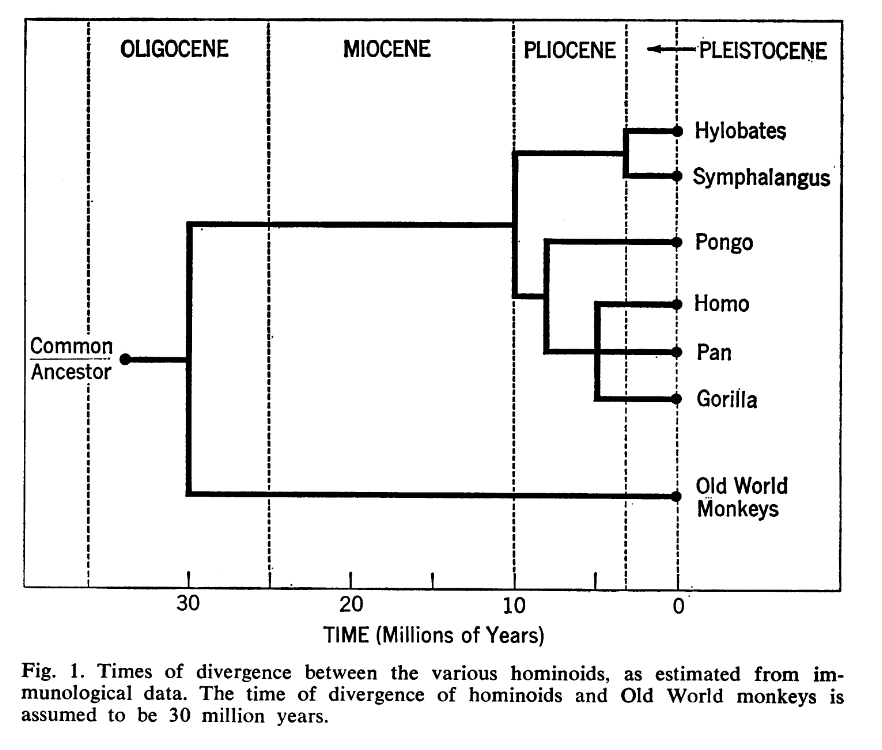 OLIGOCENE MIOCENE PLIOCENE PLEISTOCENE
Hylobates
Symphalangus
Pongo
Homo
Pan
Gorilla
Common
Ancestor
Old World
Monkeys
30 20 10 0
TIME (Millions of Years)
Fig. 1. Times of divergence between the various hominoids, as estimated from im-
munological data. The time of divergence of hominoids and Old World monkeys is
assumed to be 30 million years.